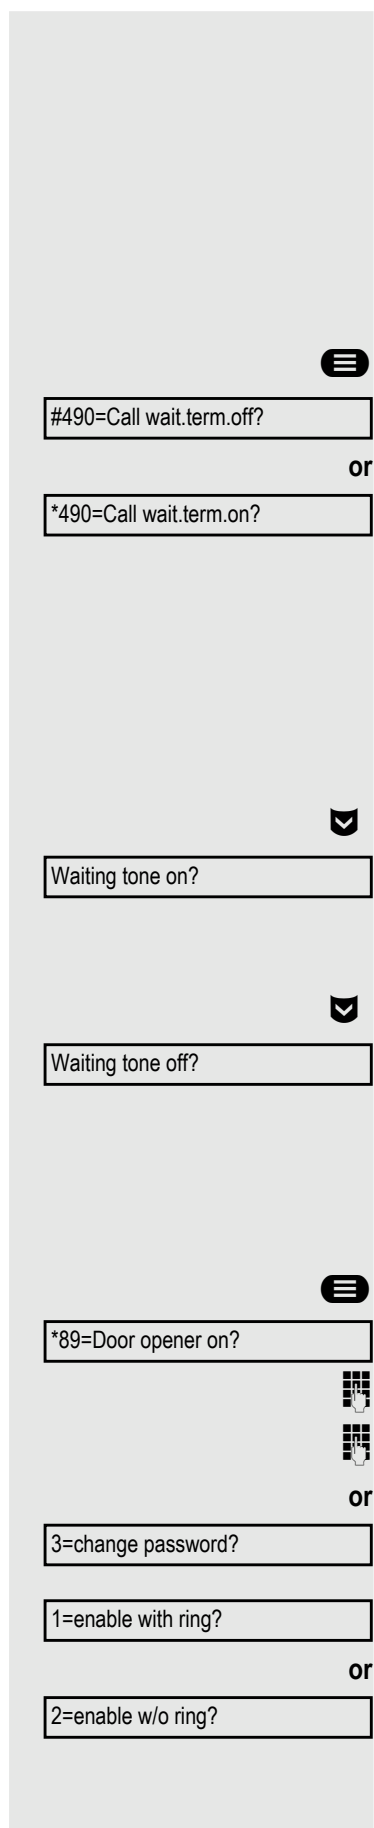 #490=Call wait.term.off?
or
*490=Call wait.term.on?
Waiting tone on?
Waiting tone off?
*89=Door opener on?
or
3=change password?
1=enable with ring?
or
2=enable w/o ring?